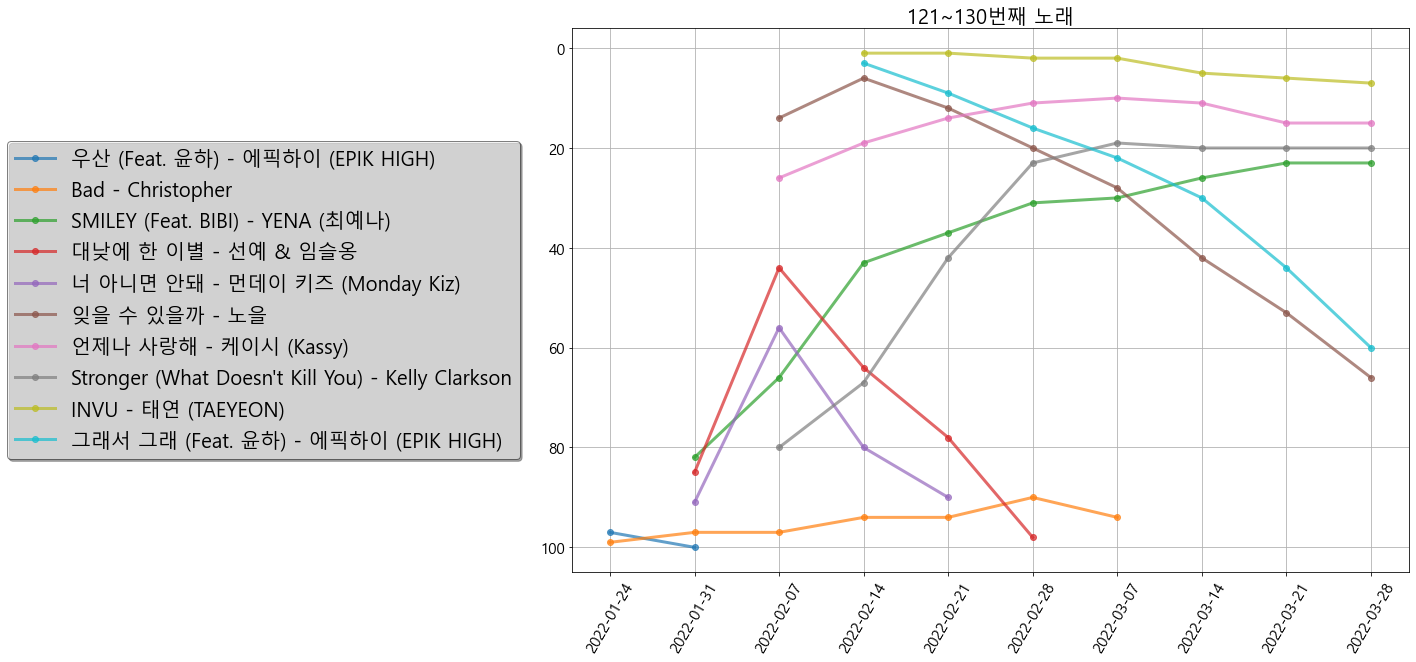 121~130번째 노래
우산 (Feat. 윤하) - 에픽하이 (EPIK HIGH)
Bad - Christopher
SMILEY (Feat. BIBI) - YENA (최예나)
대낮에 한 이별 - 선예 & 임슬옹
너 아니면 안돼 - 먼데이 키즈 (Monday Kiz)
잊을 수 있을까 - 노을
언제나 사랑해 - 케이시 (Kassy)
Stronger (What Doesn't Kill You) - Kelly Clarkson
INVU - 태연 (TAEYEON)
그래서 그래 (Feat. 윤하) - 에픽하이 (EPIK HIGH)
0
20
40
60
80
100
2022-01-24
2022-01-31
2022-02-07
2022-02-14
2022-02-21
2022-02-28
2022-03-07
2022-03-14
2022-03-21
2022-03-28